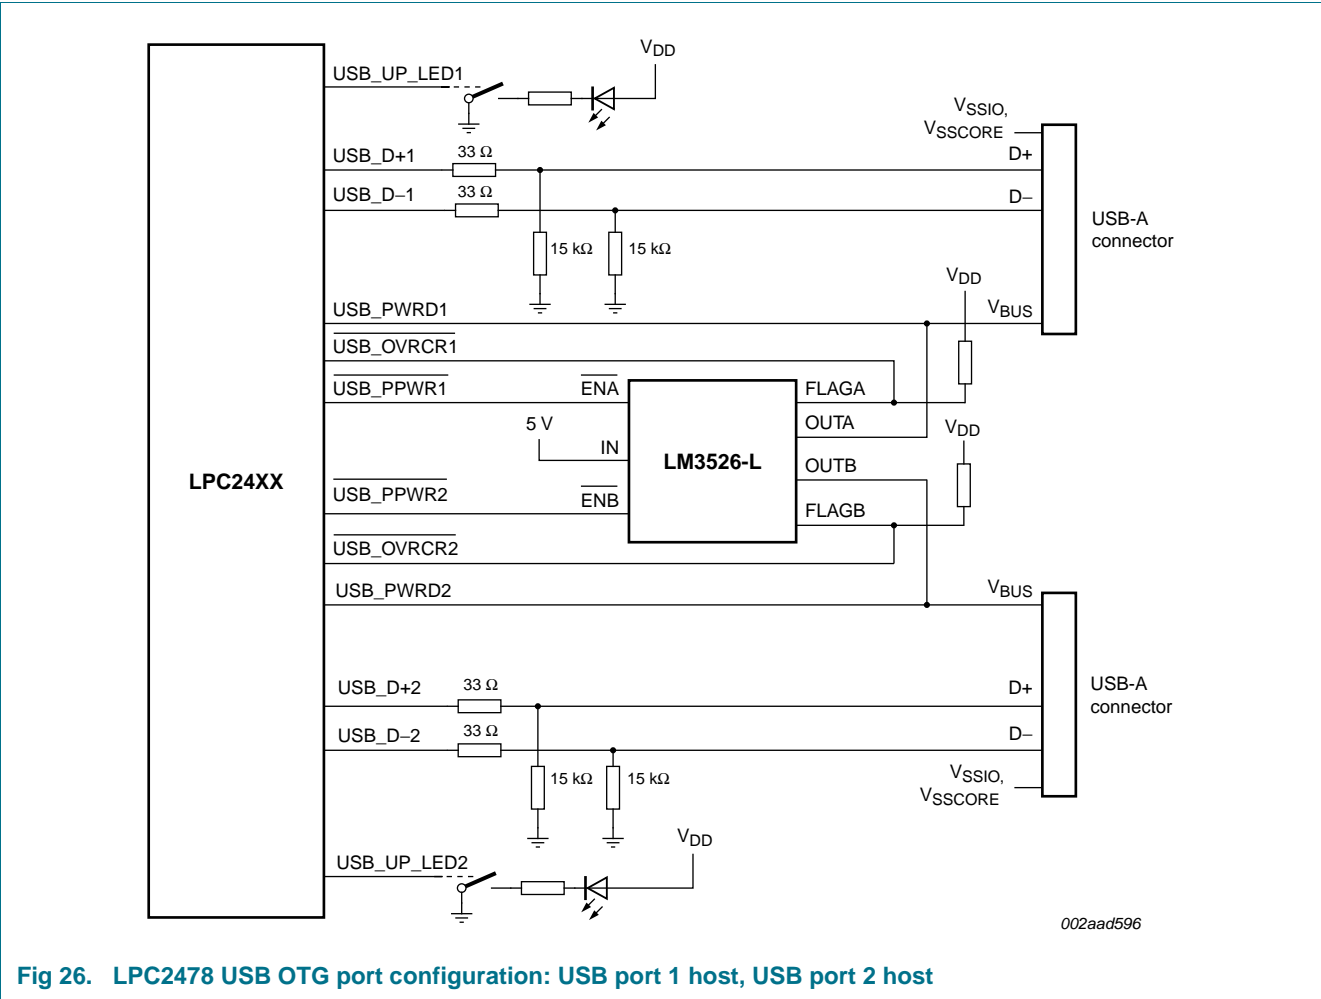 VDD
USB_UP_LED1
VSSIO,
VSSCORE
USB_D+1
33 Ω
D+
USB_D−1
33 Ω
D−
USB-A
connector
15 kΩ
15 kΩ
VDD
USB_PWRD1
VBUS
USB_OVRCR1
USB_PPWR1
ENA
FLAGA
5 V
OUTA
VDD
IN
LM3526-L
LPC24XX
OUTB
USB_PPWR2
ENB
FLAGB
USB_OVRCR2
USB_PWRD2
VBUS
USB_D+2
33 Ω
D+
USB-A
connector
USB_D−2
33 Ω
D−
15 kΩ
15 kΩ
VSSIO,
VSSCORE
VDD
USB_UP_LED2
002aad596
Fig 26. LPC2478 USB OTG port configuration: USB port 1 host, USB port 2 host